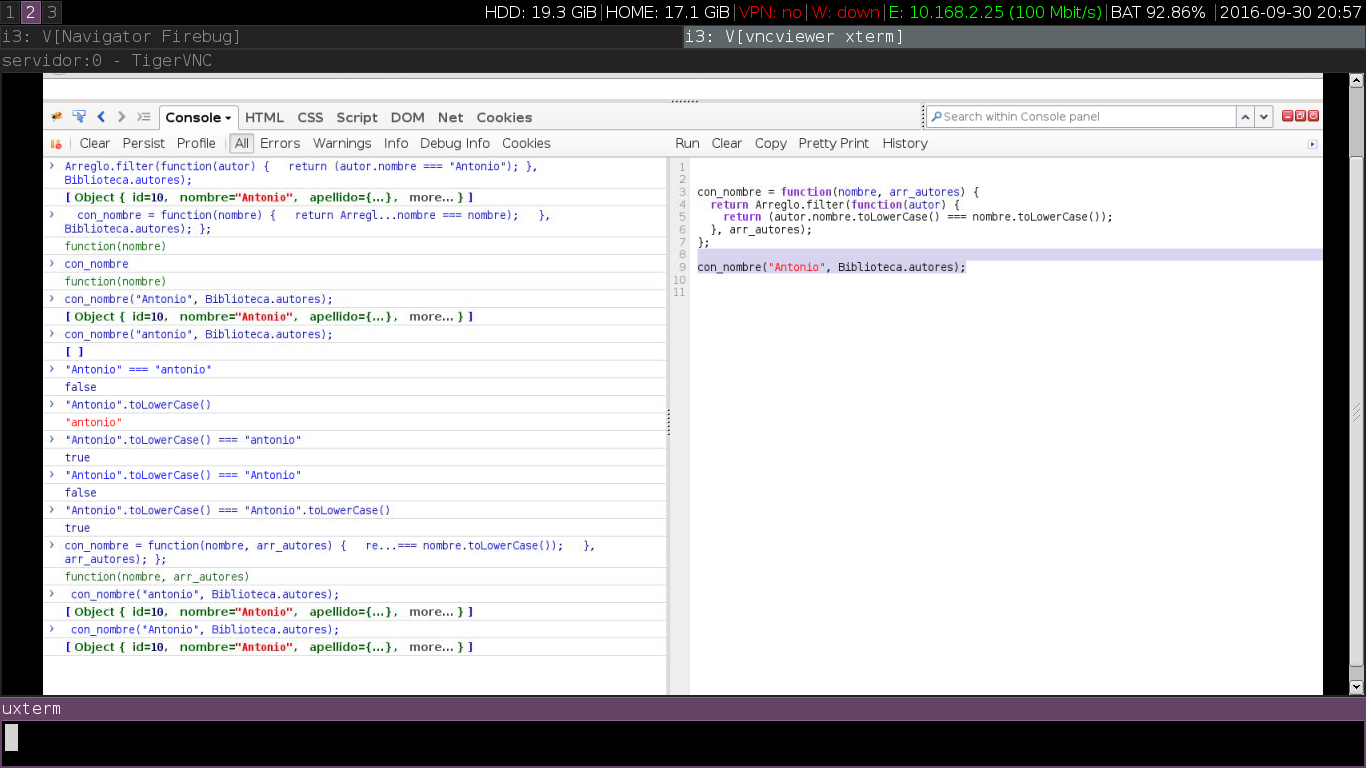 1 2 3
HDD: 19.3 GiB|HOME: 17.1 GiB|VPN: no|W: down|E: 10.168.2.25 (100 Mbit/s)|BAT 92.86% |2016-09-30 20:57
i3: V[Navigator Firebug]
i3: V[vncviewer xterm]
servidor:0 - TigerVNC
Console HTML CSS Script DOM Net Cookies
Search within Console panel
Clear Persist Profile All Errors Warnings Info Debug Info Cookies
Run Clear Copy Pretty Print History
Arreglo.filter(function(autor) {   return (autor.nombre === "Antonio"); },
Biblioteca.autores);
[ Object { id=10,  nombre="Antonio",  apellido={...},  more... } ]
con_nombre = function(nombre) {   return Arregl...nombre === nombre);   },
Biblioteca.autores); };
function(nombre)
con_nombre
function(nombre)
con_nombre("Antonio", Biblioteca.autores);
[ Object { id=10,  nombre="Antonio",  apellido={...},  more... } ]
con_nombre("antonio", Biblioteca.autores);
[ ]
"Antonio" === "antonio"
false
"Antonio".toLowerCase()
"antonio"
"Antonio".toLowerCase() === "antonio"
true
"Antonio".toLowerCase() === "Antonio"
false
"Antonio".toLowerCase() === "Antonio".toLowerCase()
true
con_nombre = function(nombre, arr_autores) {   re...=== nombre.toLowerCase());   },
arr_autores); };
function(nombre, arr_autores)
con_nombre("antonio", Biblioteca.autores);
[ Object { id=10,  nombre="Antonio",  apellido={...},  more... } ]
con_nombre("Antonio", Biblioteca.autores);
[ Object { id=10,  nombre="Antonio",  apellido={...},  more... } ]
1
2
3 con_nombre = function(nombre, arr_autores) {
4   return Arreglo.filter(function(autor) {
5     return (autor.nombre.toLowerCase() === nombre.toLowerCase());
6   }, arr_autores);
7 };
8
9 con_nombre("Antonio", Biblioteca.autores);
10
11
uxterm